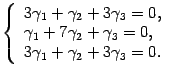 3γ₁ + γ₂ + 3γ₃ = 0,
γ₁ + 7γ₂ + γ₃ = 0,
3γ₁ + γ₂ + 3γ₃ = 0.